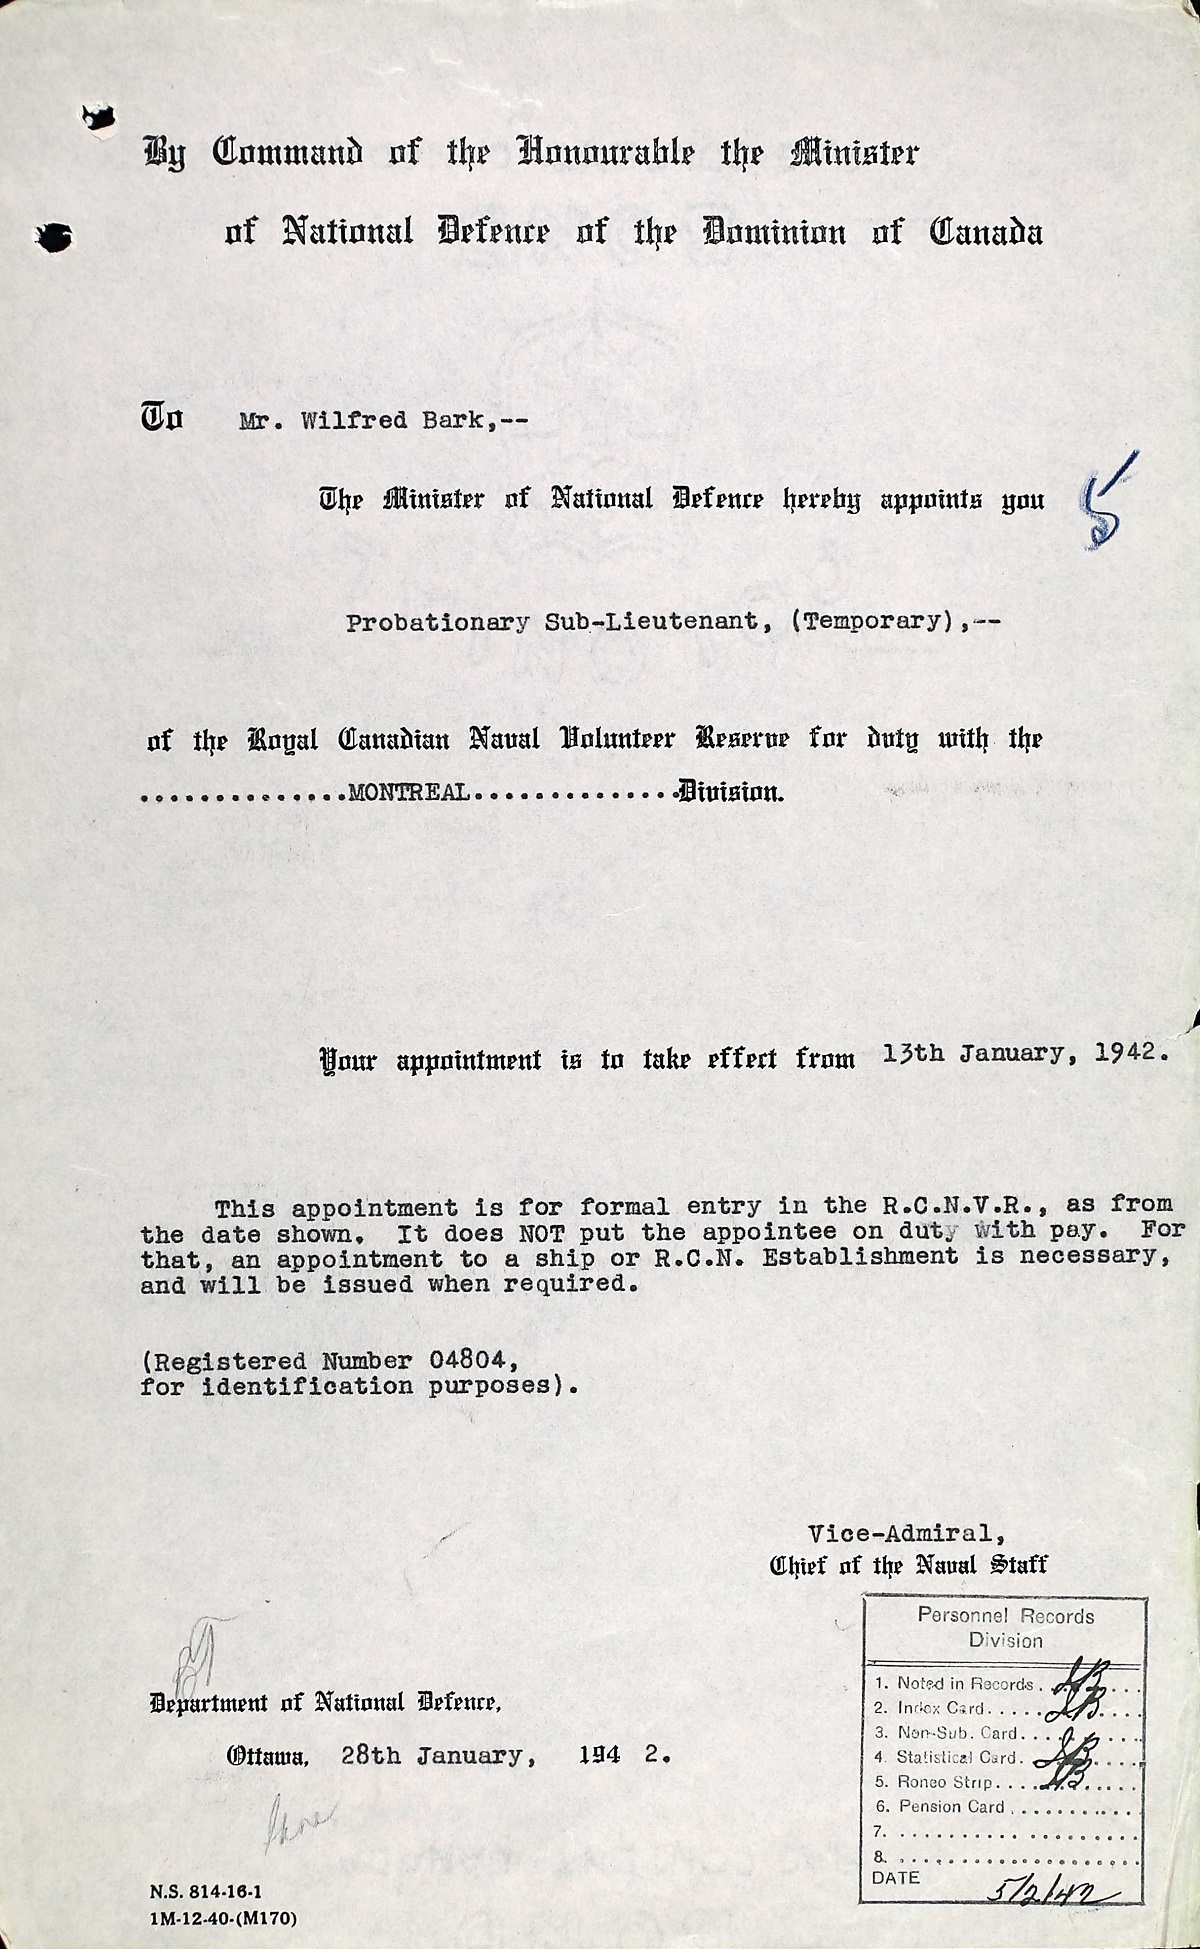 By Command of the Honourable the Minister
of National Defence of the Dominion of Canada
To Mr. Wilfred Bark,--
The Minister of National Defence hereby appoints you
5
Probationary Sub-Lieutenant, (Temporary),--
of the Royal Canadian Naval Volunteer Reserve for duty with the
..............MONTREAL..............Division.
Your appointment is to take effect from 13th January, 1942.
This appointment is for formal entry in the R.C.N.V.R., as from
the date shown. It does NOT put the appointee on duty with pay. For
that, an appointment to a ship or R.C.N. Establishment is necessary,
and will be issued when required.
(Registered Number 04804,
for identification purposes).
Vice-Admiral,
Chief of the Naval Staff
Department of National Defence,
Ottawa, 28th January, 194 2.
Personnel Records
Division
1. Noted in Records
2. Index Card
3. Non-Sub. Card
4. Statistical Card
5. Roneo Strip
6. Pension Card
7.
8.
DATE 5/2/42
N.S. 814-16-1
1M-12-40-(M170)